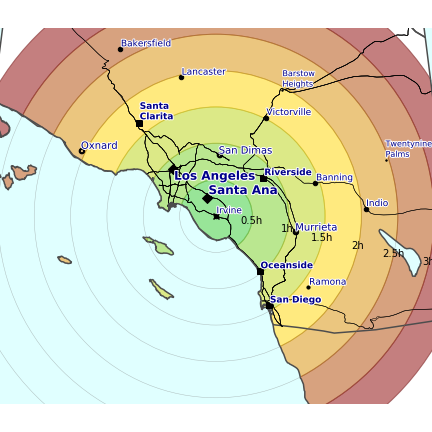 Bakersfield
Lancaster
Barstow
Heights
Santa
Clarita
Victorville
Oxnard
San Dimas
Twentynine
Palms
Los Angeles
Riverside
Banning
Santa Ana
Irvine
Indio
0.5h
1h
Murrieta
1.5h
2h
2.5h
3h
Oceanside
Ramona
San-Diego